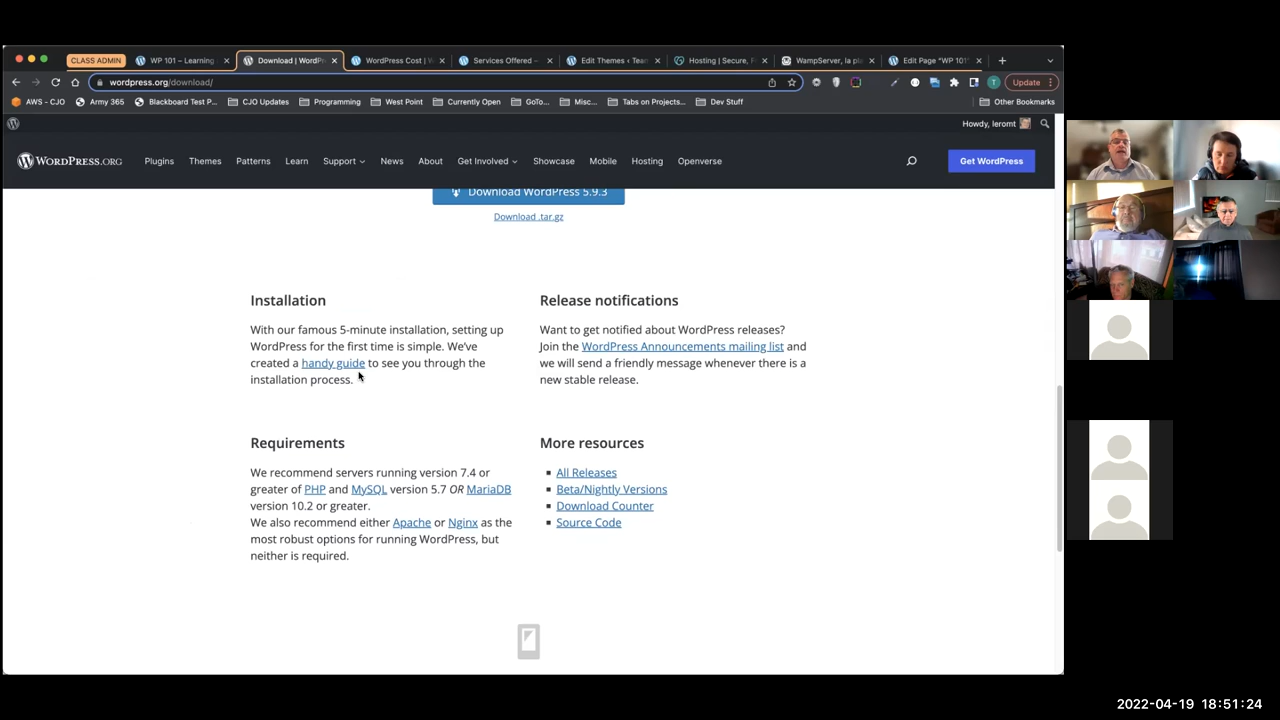 CLASS ADMIN
WP 101 – Learning
Download | WordPr
WordPress Cost | W
Services Offered –
Edit Themes ‹ Team
Hosting | Secure, F
WampServer, la pl
Edit Page "WP 101"
wordpress.org/download/
T
Update
AWS - CJO
Army 365
Blackboard Test P...
CJO Updates
Programming
West Point
Currently Open
GoTo...
Misc...
Tabs on Projects...
Dev Stuff
Other Bookmarks
Howdy, leromt
WORDPRESS.ORG
Plugins
Themes
Patterns
Learn
Support
News
About
Get Involved
Showcase
Mobile
Hosting
Openverse
Get WordPress
Download WordPress 5.9.3
Download .tar.gz
Installation
With our famous 5-minute installation, setting up
WordPress for the first time is simple. We've
created a handy guide to see you through the
installation process.
Release notifications
Want to get notified about WordPress releases?
Join the WordPress Announcements mailing list and
we will send a friendly message whenever there is a
new stable release.
Requirements
We recommend servers running version 7.4 or
greater of PHP and MySQL version 5.7 OR MariaDB
version 10.2 or greater.
We also recommend either Apache or Nginx as the
most robust options for running WordPress, but
neither is required.
More resources
All Releases
Beta/Nightly Versions
Download Counter
Source Code
2022-04-19 18:51:24